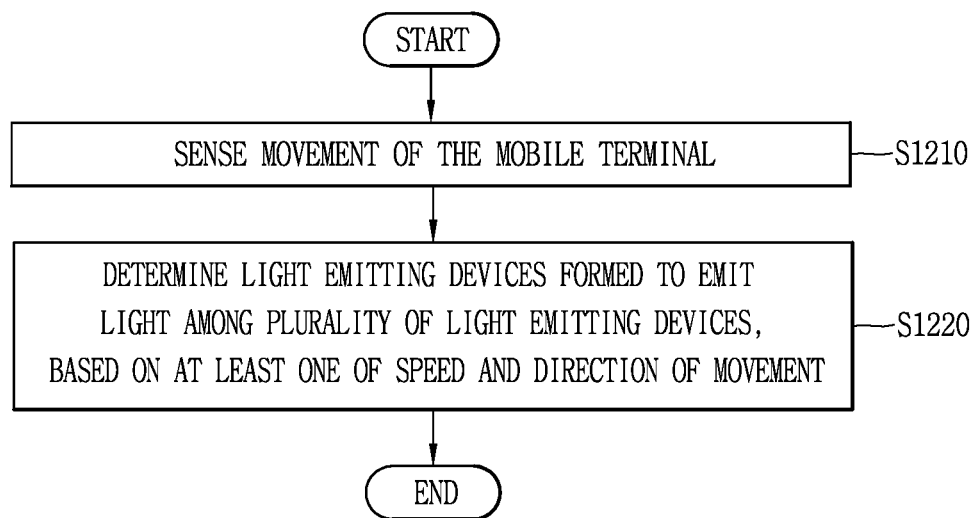 START
SENSE MOVEMENT OF THE MOBILE TERMINAL
S1210
DETERMINE LIGHT EMITTING DEVICES FORMED TO EMIT
LIGHT AMONG PLURALITY OF LIGHT EMITTING DEVICES,
BASED ON AT LEAST ONE OF SPEED AND DIRECTION OF MOVEMENT
S1220
END